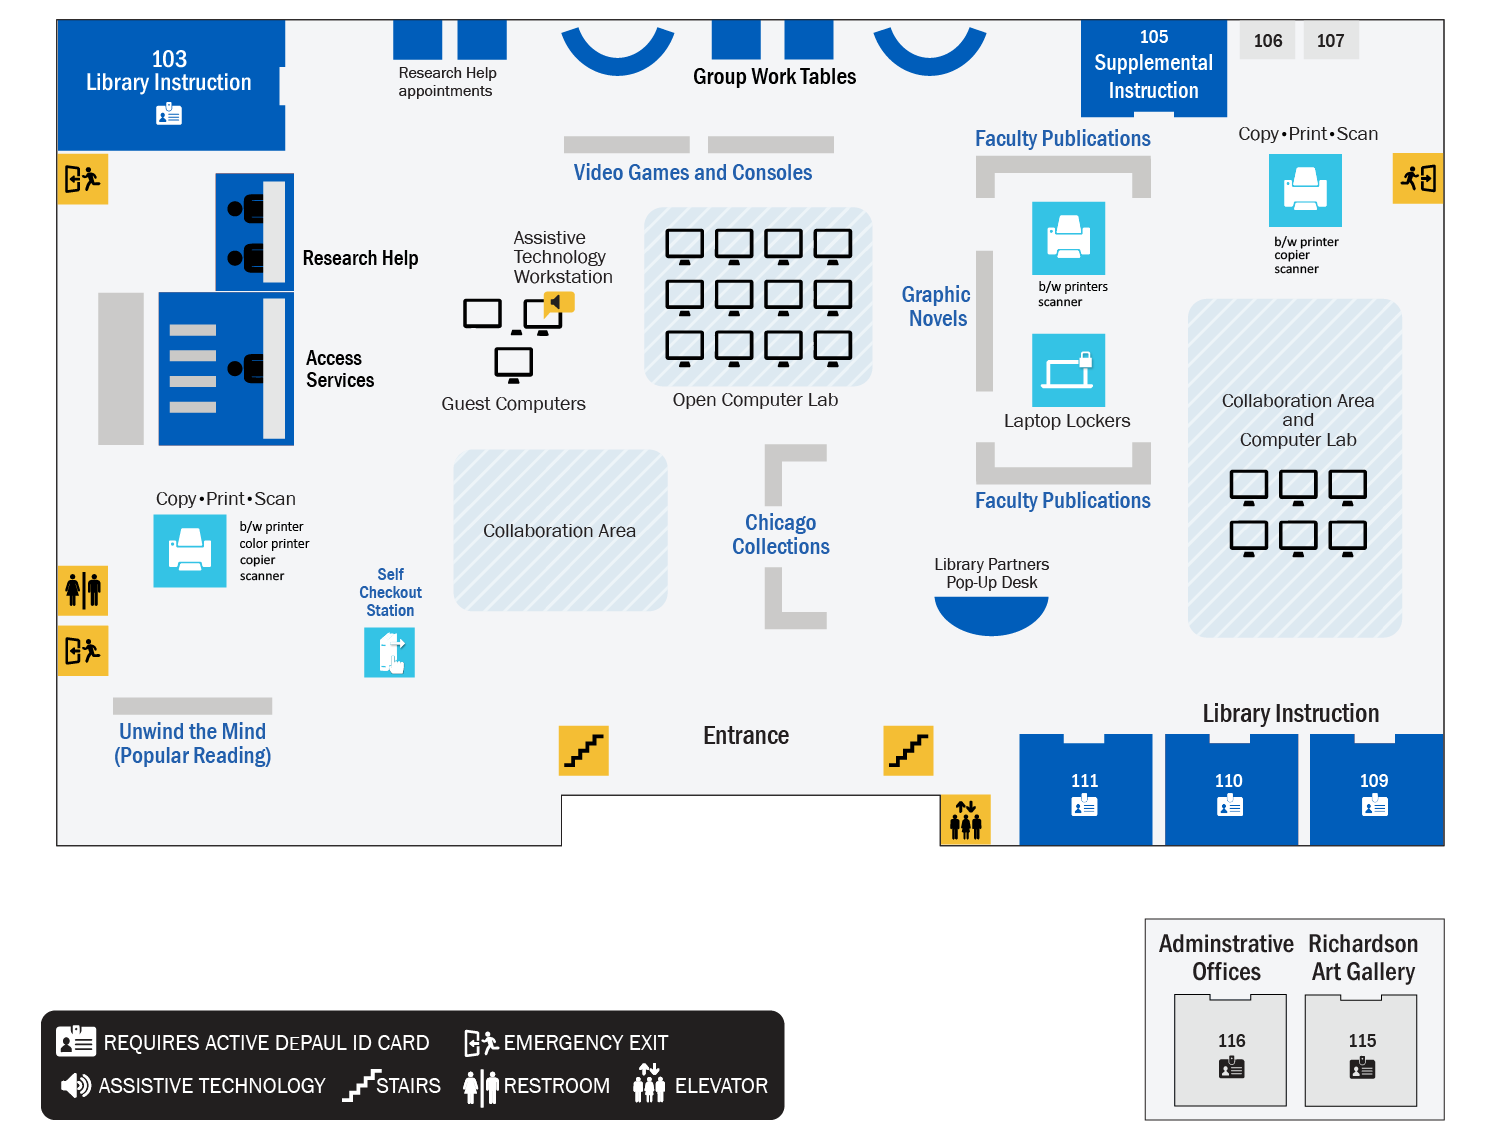 103
Library Instruction
Research Help
appointments
Group Work Tables
105
Supplemental
Instruction
106
107
Faculty Publications
Copy•Print•Scan
Video Games and Consoles
b/w printer
copier
scanner
Research Help
Assistive
Technology
Workstation
Graphic
Novels
b/w printers
scanner
Access
Services
Guest Computers
Open Computer Lab
Laptop Lockers
Collaboration Area
and
Computer Lab
Faculty Publications
Copy•Print•Scan
b/w printer
color printer
copier
scanner
Collaboration Area
Chicago
Collections
Self
Checkout
Station
Library Partners
Pop-Up Desk
Unwind the Mind
(Popular Reading)
Entrance
Library Instruction
111
110
109
Adminstrative
Offices
Richardson
Art Gallery
116
115
REQUIRES ACTIVE DEPAUL ID CARD
EMERGENCY EXIT
ASSISTIVE TECHNOLOGY
STAIRS
RESTROOM
ELEVATOR